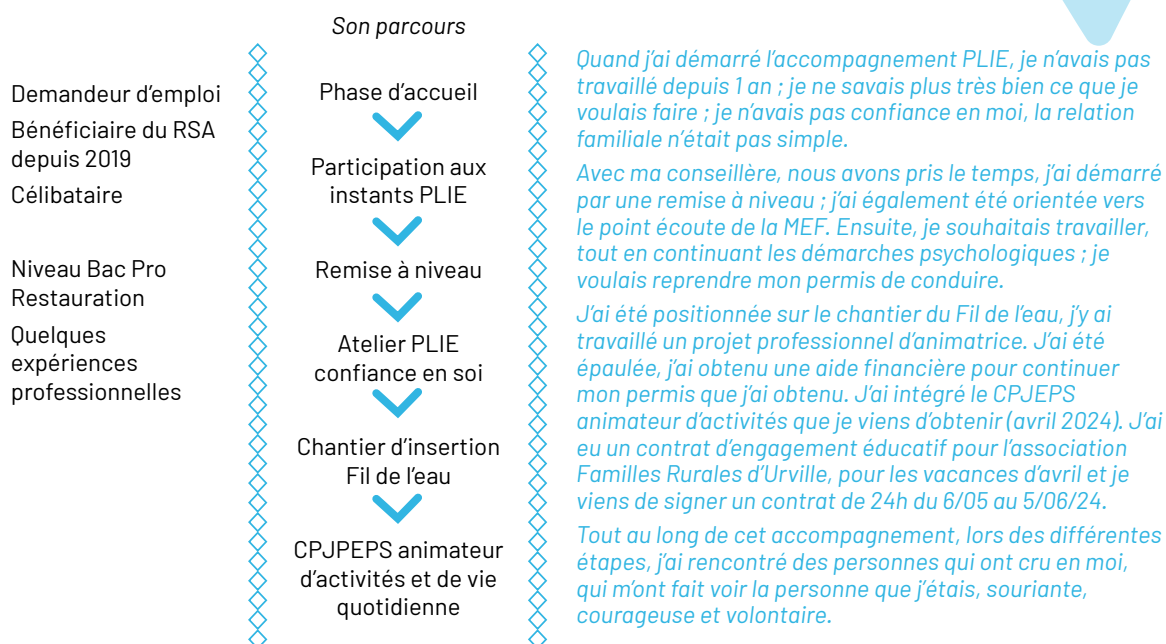 Son parcours
Demandeur d'emploi
Bénéficiaire du RSA
depuis 2019
Célibataire
Niveau Bac Pro
Restauration
Quelques
expériences
professionnelles
Phase d'accueil
Participation aux
instants PLIE
Remise à niveau
Atelier PLIE
confiance en soi
Chantier d'insertion
Fil de l'eau
CPJPEPS animateur
d'activités et de vie
quotidienne
Quand j'ai démarré l'accompagnement PLIE, je n'avais pas
travaillé depuis 1 an ; je ne savais plus très bien ce que je
voulais faire ; je n'avais pas confiance en moi, la relation
familiale n'était pas simple.
Avec ma conseillère, nous avons pris le temps, j'ai démarré
par une remise à niveau ; j'ai également été orientée vers
le point écoute de la MEF. Ensuite, je souhaitais travailler,
tout en continuant les démarches psychologiques ; je
voulais reprendre mon permis de conduire.
J'ai été positionnée sur le chantier du Fil de l'eau, j'y ai
travaillé un projet professionnel d'animatrice. J'ai été
épaulée, j'ai obtenu une aide financière pour continuer
mon permis que j'ai obtenu. J'ai intégré le CPJEPS
animateur d'activités que je viens d'obtenir (avril 2024). J'ai
eu un contrat d'engagement éducatif pour l'association
Familles Rurales d'Urville, pour les vacances d'avril et je
viens de signer un contrat de 24h du 6/05 au 5/06/24.
Tout au long de cet accompagnement, lors des différentes
étapes, j'ai rencontré des personnes qui ont cru en moi,
qui m'ont fait voir la personne que j'étais, souriante,
courageuse et volontaire.